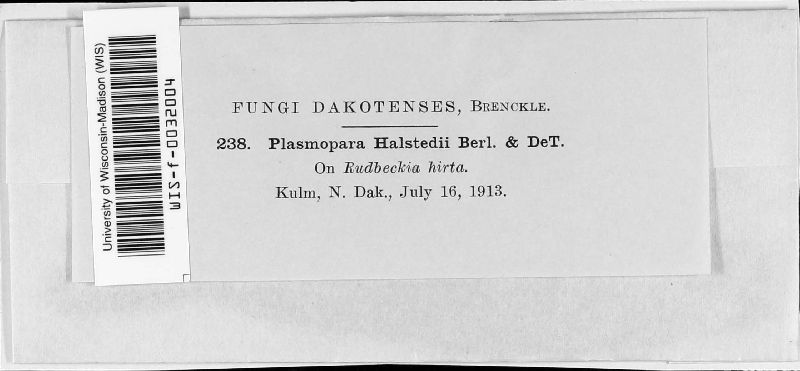 University of Wisconsin-Madison (WIS)
WIS-f-0002304
FUNGI DAKOTENSES, BRENCKLE.
238. Plasmopara Halstedii Berl. & DeT.
On Rudbeckia hirta.
Kulm, N. Dak., July 16, 1913.